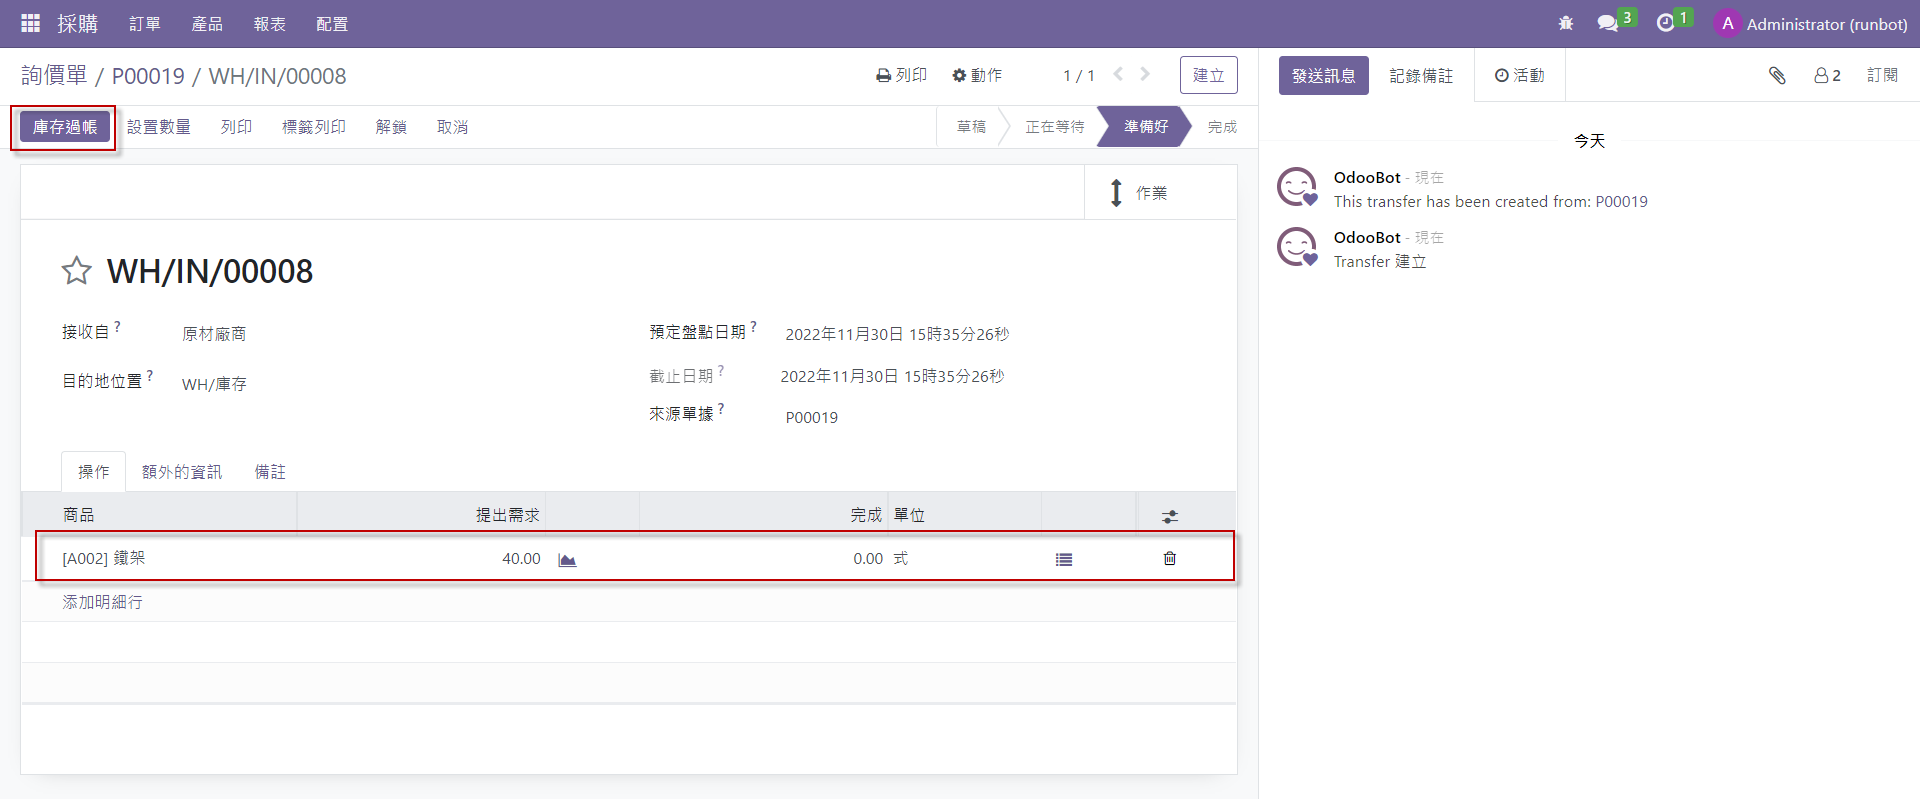 採購 訂單 產品 報表 配置 3 1 A Administrator (runbot)
詢價單 / P00019 / WH/IN/00008 列印 動作 1 / 1 建立
發送訊息 記錄備註 活動 2 訂閱
庫存過帳 設置數量 列印 標籤列印 解鎖 取消 草稿 正在等待 準備好 完成
今天
作業
OdooBot - 現在
This transfer has been created from: P00019
OdooBot - 現在
Transfer 建立
WH/IN/00008
接收自? 原材廠商
目的地位置? WH/庫存
預定盤點日期? 2022年11月30日 15時35分26秒
截止日期? 2022年11月30日 15時35分26秒
來源單據? P00019
操作 額外的資訊 備註
商品 提出需求 完成 單位
[A002] 鐵架 40.00 0.00 式
添加明細行